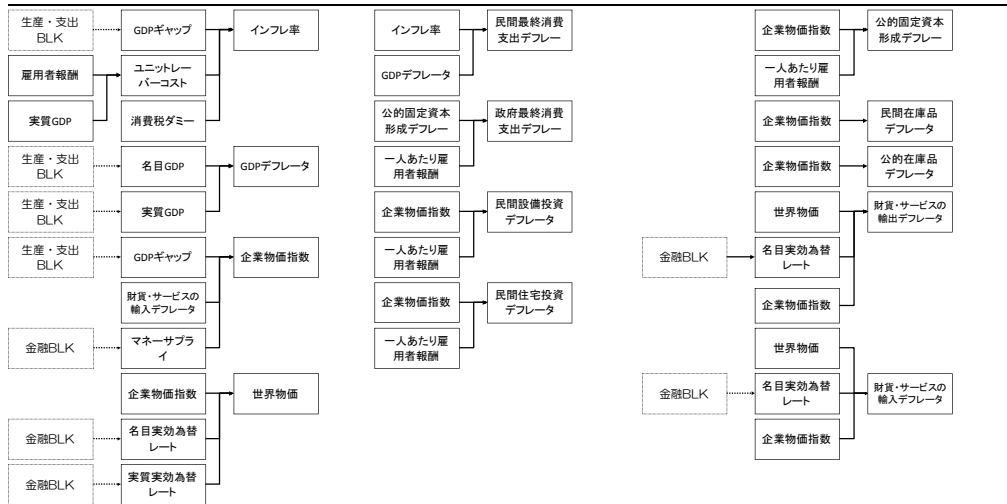 生産・支出
BLK
GDPギャップ
インフレ率
雇用者報酬
ユニットレー
バーコスト
実質GDP
消費税ダミー
生産・支出
BLK
名目GDP
GDPデフレータ
生産・支出
BLK
実質GDP
生産・支出
BLK
GDPギャップ
企業物価指数
財貨・サービスの
輸入デフレータ
金融BLK
マネーサプラ
イ
企業物価指数
世界物価
金融BLK
名目実効為替
レート
金融BLK
実質実効為替
レート
インフレ率
民間最終消費
支出デフレー
GDPデフレータ
公的固定資本
形成デフレー
政府最終消費
支出デフレー
一人あたり雇
用者報酬
企業物価指数
民間設備投資
デフレータ
一人あたり雇
用者報酬
企業物価指数
民間住宅投資
デフレータ
一人あたり雇
用者報酬
企業物価指数
公的固定資本
形成デフレー
一人あたり雇
用者報酬
企業物価指数
民間在庫品
デフレータ
企業物価指数
公的在庫品
デフレータ
世界物価
財貨・サービスの
輸出デフレータ
金融BLK
名目実効為替
レート
企業物価指数
世界物価
金融BLK
名目実効為替
レート
財貨・サービスの
輸入デフレータ
企業物価指数